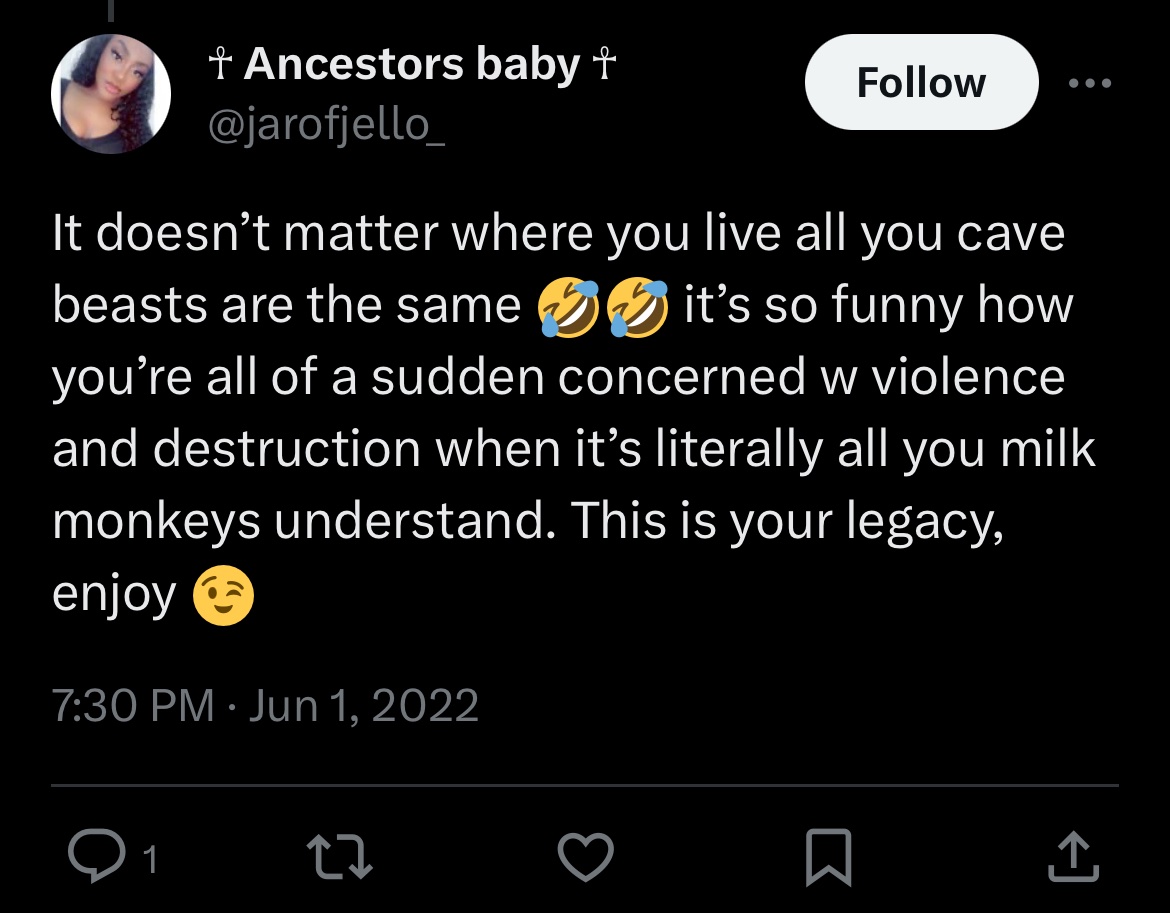 ☥ Ancestors baby ☥
Follow
@jarofjello_
It doesn’t matter where you live all you cave
beasts are the same 🤣🤣 it’s so funny how
you’re all of a sudden concerned w violence
and destruction when it’s literally all you milk
monkeys understand. This is your legacy,
enjoy 😉
7:30 PM · Jun 1, 2022
1